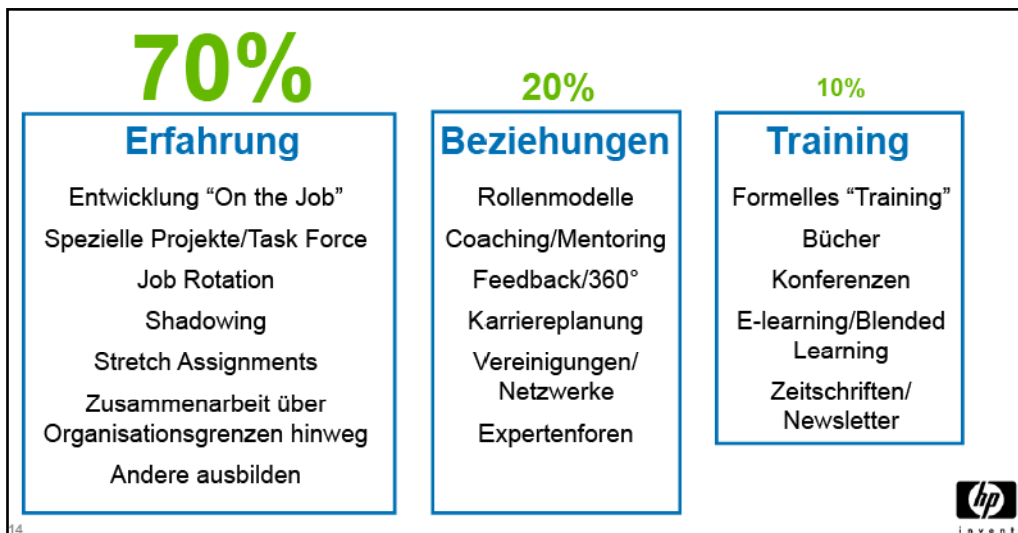 70%
Erfahrung
Entwicklung “On the Job”
Spezielle Projekte/Task Force
Job Rotation
Shadowing
Stretch Assignments
Zusammenarbeit über
Organisationsgrenzen hinweg
Andere ausbilden
20%
Beziehungen
Rollenmodelle
Coaching/Mentoring
Feedback/360°
Karriereplanung
Vereinigungen/
Netzwerke
Expertenforen
10%
Training
Formelles “Training”
Bücher
Konferenzen
E-learning/Blended
Learning
Zeitschriften/
Newsletter
14
hp
invent